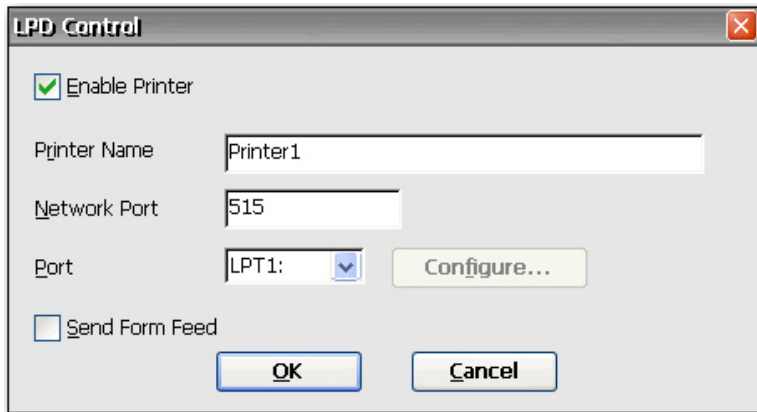 LPD Control
Enable Printer
Printer Name Printer1
Network Port 515
Port LPT1: Configure...
Send Form Feed
OK Cancel